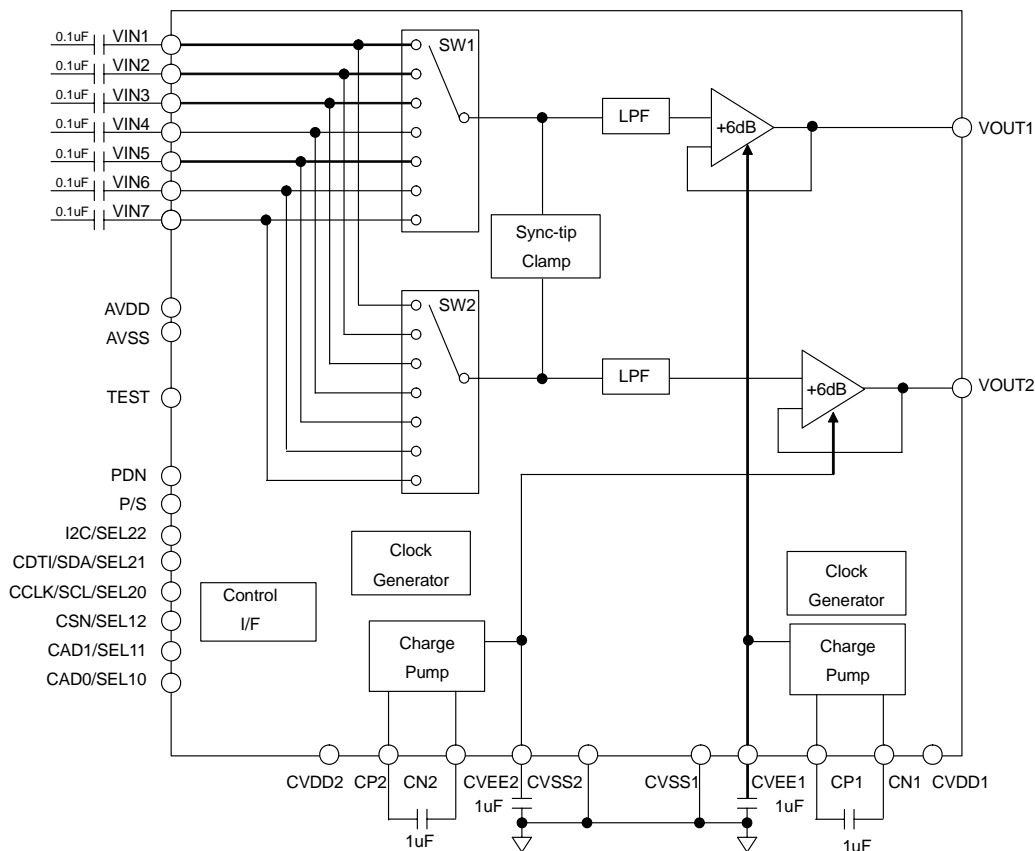 0.1uF VIN1
0.1uF VIN2
0.1uF VIN3
0.1uF VIN4
0.1uF VIN5
0.1uF VIN6
0.1uF VIN7
SW1
LPF
+6dB
VOUT1
Sync-tip
Clamp
AVDD
AVSS
TEST
SW2
LPF
+6dB
VOUT2
PDN
P/S
I2C/SEL22
CDTI/SDA/SEL21
CCLK/SCL/SEL20
CSN/SEL12
CAD1/SEL11
CAD0/SEL10
Control
I/F
Clock
Generator
Charge
Pump
Clock
Generator
Charge
Pump
CVDD2 CP2 CN2 CVEE2 CVSS2 CVSS1 CVEE1 CP1 CN1 CVDD1
1uF
1uF
1uF
1uF